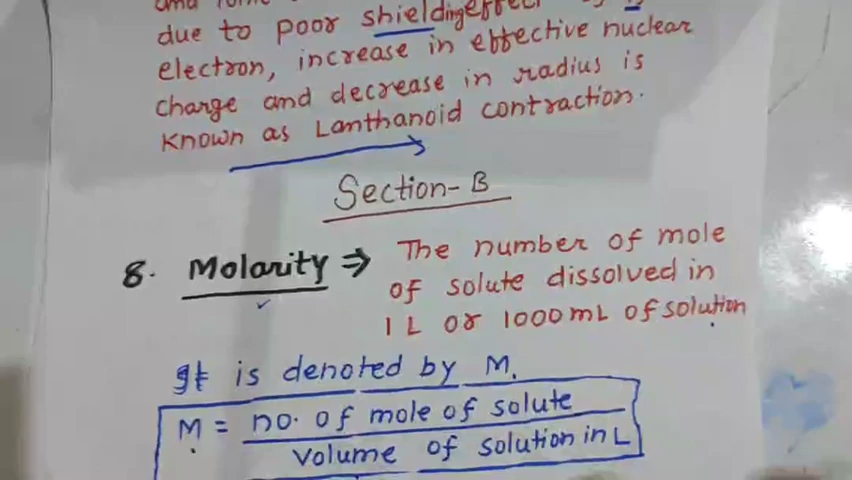 due to poor shielding effect
electron, increase in effective nuclear
charge and decrease in radius is
known as Lanthanoid contraction.
Section-B
8. Molarity ⇒ The number of mole
of solute dissolved in
1 L or 1000 mL of solution
It is denoted by M.
M = no. of mole of solute
volume of solution in L